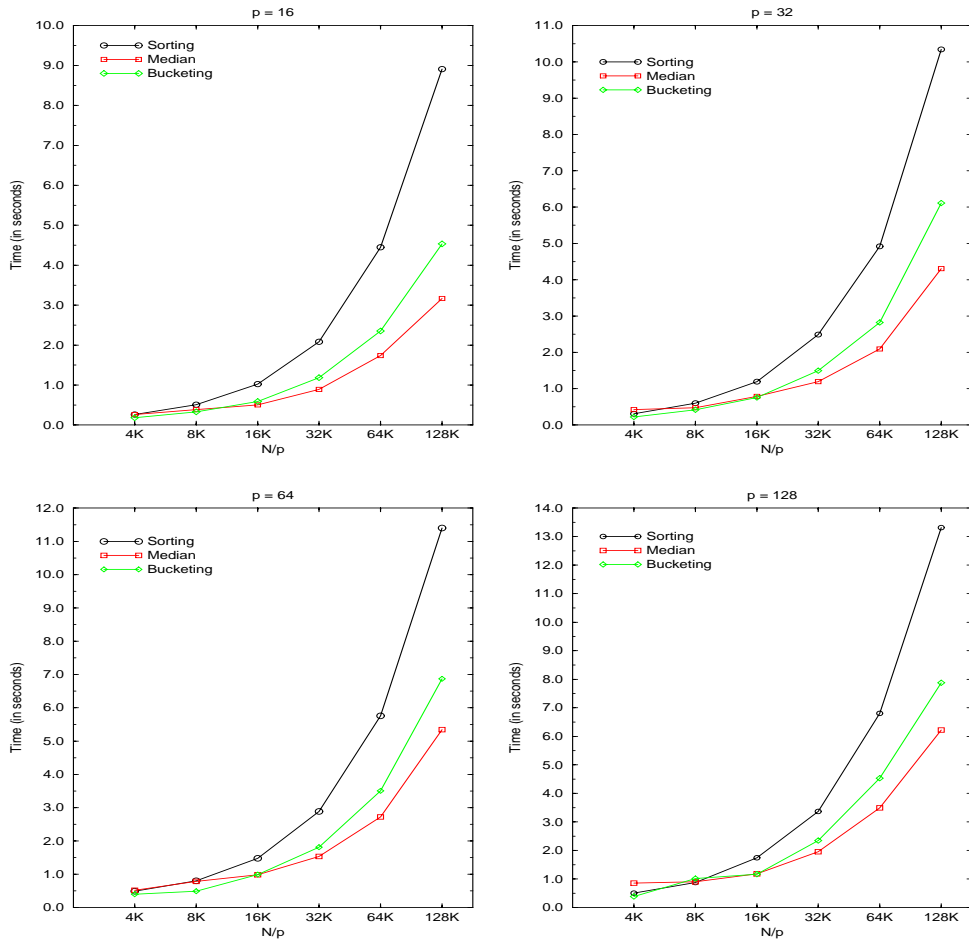 p = 16
10.0
9.0
8.0
7.0
6.0
5.0
4.0
3.0
2.0
1.0
0.0
Time (in seconds)
Sorting
Median
Bucketing
4K 8K 16K 32K 64K 128K
N/p
p = 32
11.0
10.0
9.0
8.0
7.0
6.0
5.0
4.0
3.0
2.0
1.0
0.0
Time (in seconds)
Sorting
Median
Bucketing
4K 8K 16K 32K 64K 128K
N/p
p = 64
12.0
11.0
10.0
9.0
8.0
7.0
6.0
5.0
4.0
3.0
2.0
1.0
0.0
Time (in seconds)
Sorting
Median
Bucketing
4K 8K 16K 32K 64K 128K
N/p
p = 128
14.0
13.0
12.0
11.0
10.0
9.0
8.0
7.0
6.0
5.0
4.0
3.0
2.0
1.0
0.0
Time (in seconds)
Sorting
Median
Bucketing
4K 8K 16K 32K 64K 128K
N/p